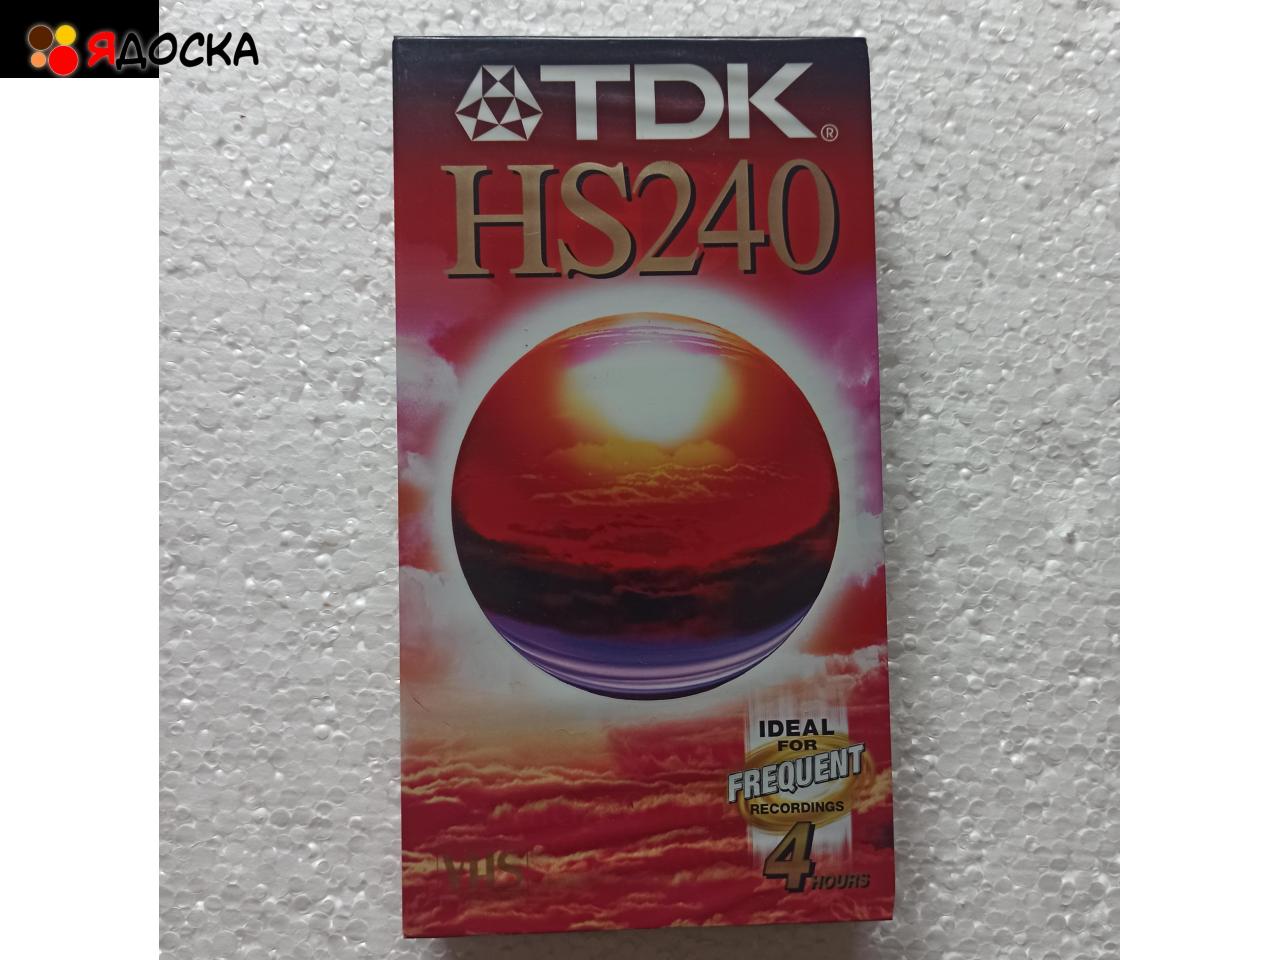 ЯДОСКА
TDK®
HS240
IDEAL
FOR
FREQUENT
RECORDINGS
4 HOURS
VHS